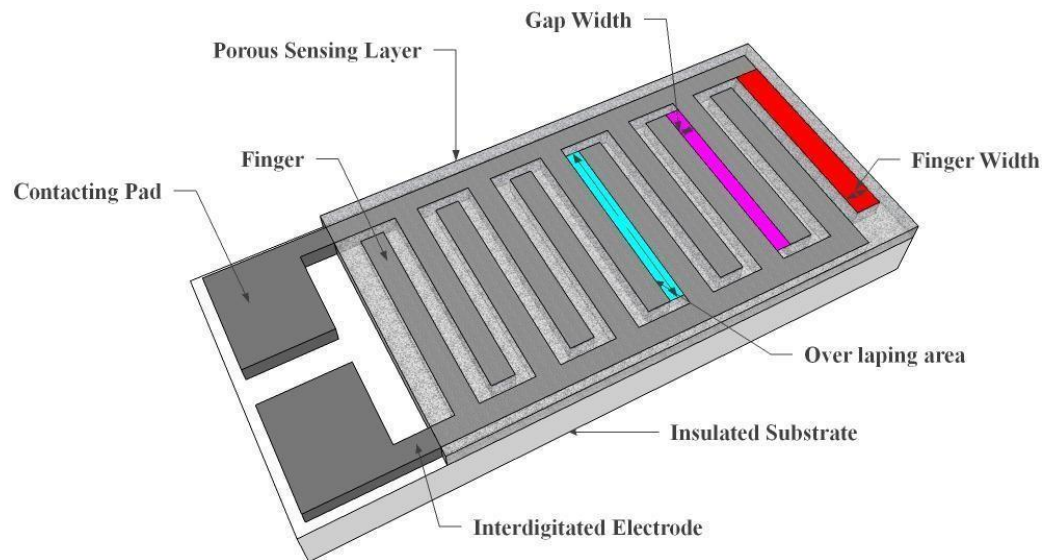 Gap Width
Porous Sensing Layer
Finger
Contacting Pad
Finger Width
Over laping area
Insulated Substrate
Interdigitated Electrode